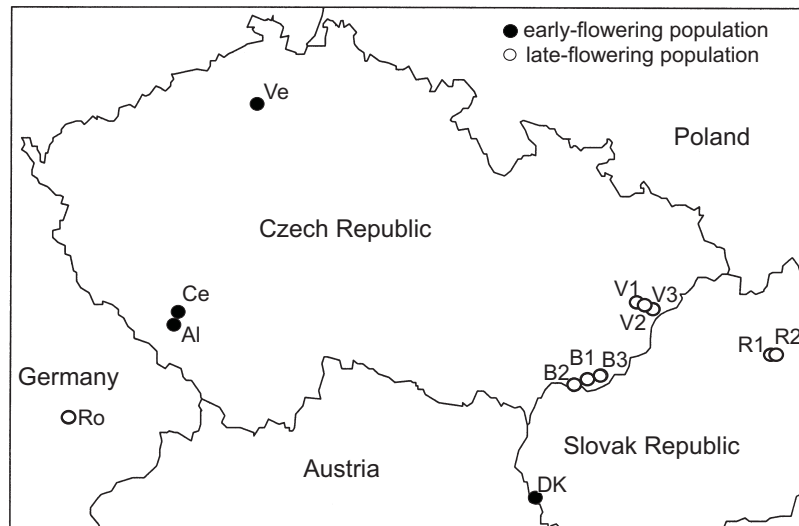 early-flowering population
late-flowering population
Ve
Poland
Czech Republic
Ce
Al
V1
V3
V2
R1
R2
B1
B3
B2
Germany
Ro
Slovak Republic
Austria
DK